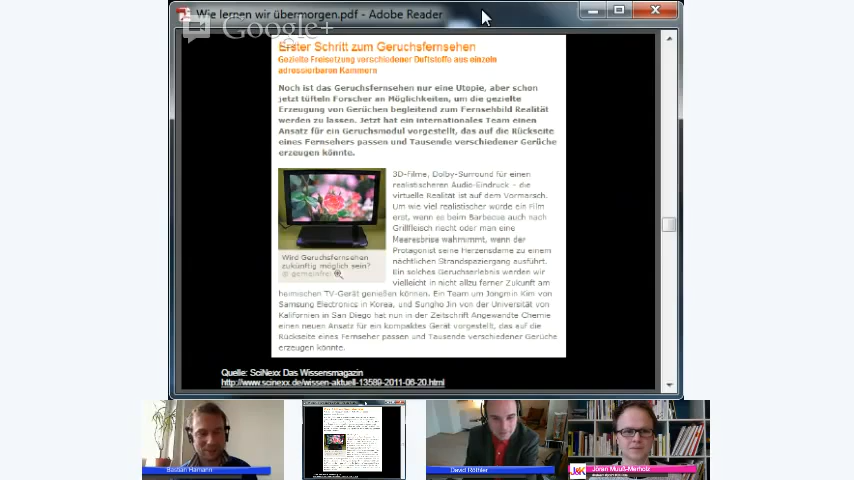 Wie lernen wir übermorgen.pdf - Adobe Reader
Google+
Erster Schritt zum Geruchsfernsehen
Gezielte Freisetzung verschiedener Duftstoffe aus einzeln
adressierbaren Kammern
Noch ist das Geruchsfernsehen nur eine Utopie, aber schon
jetzt tüfteln Forscher an Möglichkeiten, um die gezielte
Erzeugung von Gerüchen begleitend zum Fernsehbild Realität
werden zu lassen. Jetzt hat ein internationales Team einen
Ansatz für ein Geruchsmodul vorgestellt, das auf die Rückseite
eines Fernsehers passen und Tausende verschiedener Gerüche
erzeugen könnte.
3D-Filme, Dolby-Surround für einen
realistischeren Audio-Eindruck - die
virtuelle Realität ist auf dem Vormarsch.
Um wie viel realistischer würde ein Film
erst, wenn es beim Barbecue auch nach
Grillfleisch riecht oder man eine
Meeresbrise wahrnimmt, wenn der
Protagonist seine Herzensdame zu einem
nächtlichen Strandspaziergang ausführt.
Ein solches Geruchserlebnis werden wir
vielleicht in nicht allzu ferner Zukunft am
heimischen TV-Gerät genießen können. Ein Team um Jongmin Kim von
Samsung Electronics in Korea, und Sungho Jin von der Universität von
Kalifornien in San Diego hat nun in der Zeitschrift Angewandte Chemie
einen neuen Ansatz für ein kompaktes Gerät vorgestellt, das auf die
Rückseite eines Fernseher passen und Tausende verschiedener Gerüche
erzeugen könnte.
Wird Geruchsfernsehen
zukünftig möglich sein?
© gemeinfrei
Quelle: SciNexx Das Wissensmagazin
http://www.scinexx.de/wissen-aktuell-13589-2011-06-20.html
Bastian Hamann
David Röthler
J&K
Jöran Muuß-Merholz